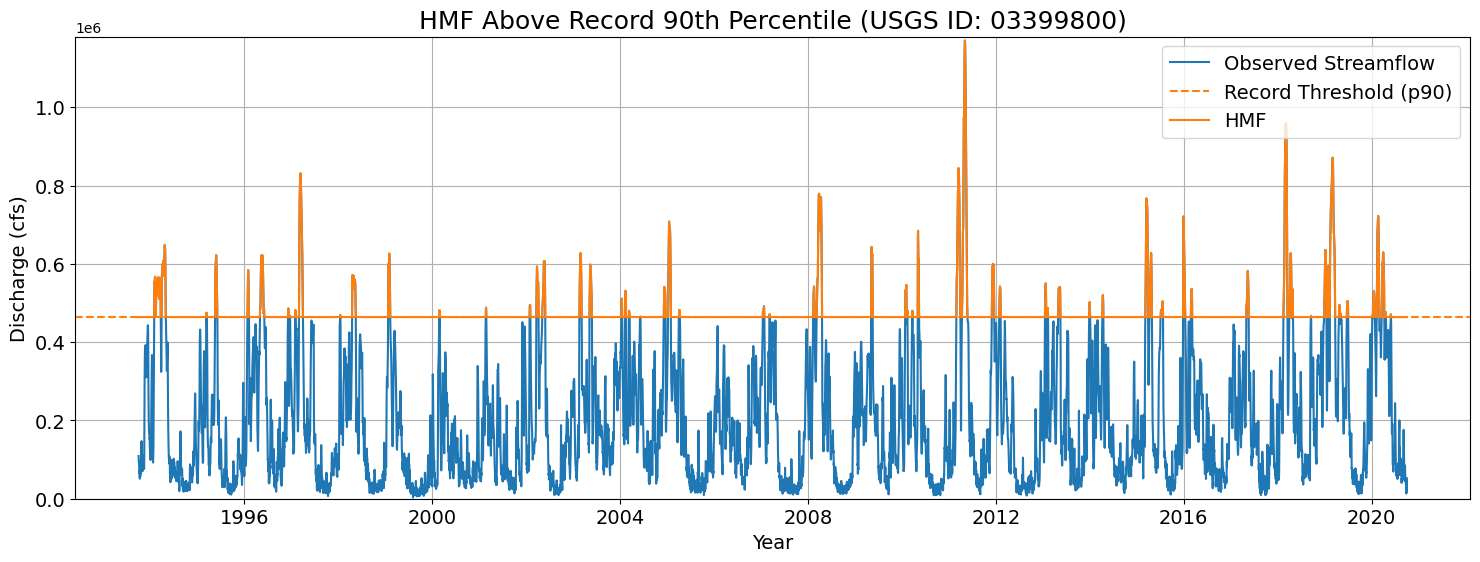 HMF Above Record 90th Percentile (USGS ID: 03399800)
1e6
Observed Streamflow
Record Threshold (p90)
HMF
1.0
0.8
0.6
0.4
0.2
0.0
Discharge (cfs)
1996 2000 2004 2008 2012 2016 2020
Year